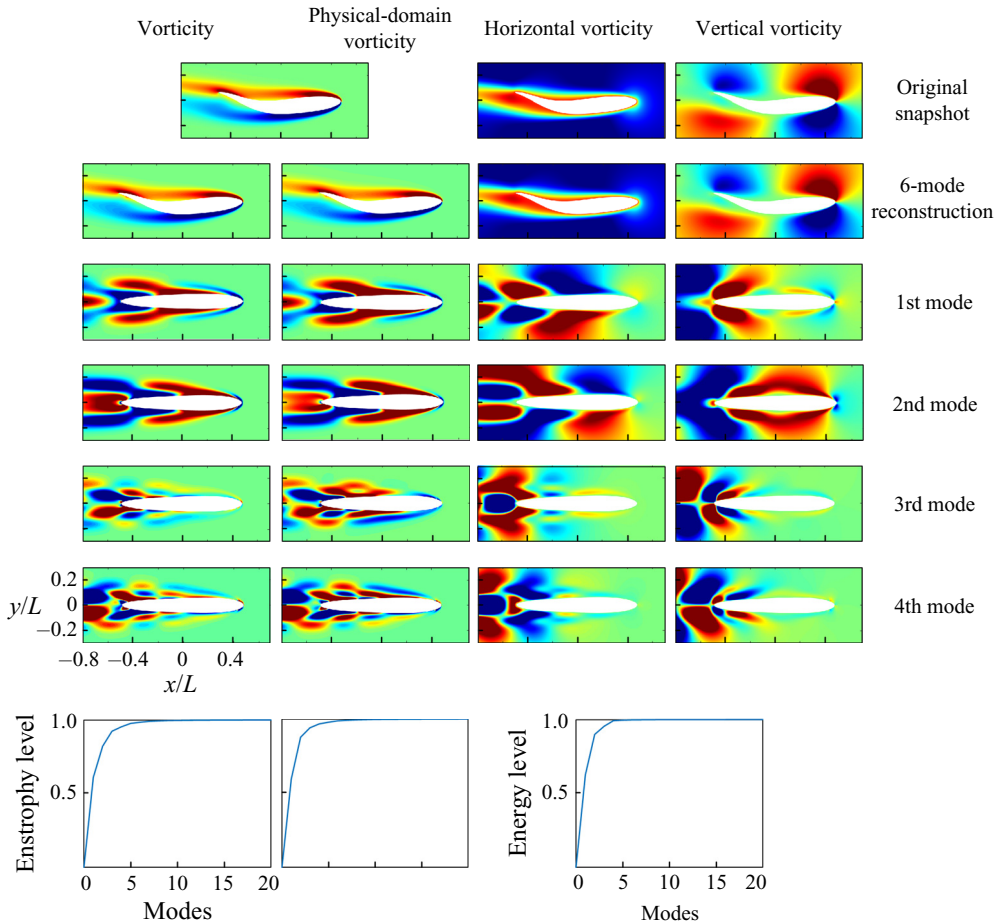 Vorticity
Physical-domain
vorticity
Horizontal vorticity
Vertical vorticity
Original
snapshot
6-mode
reconstruction
1st mode
2nd mode
3rd mode
4th mode
y/L
0.2
0
−0.2
−0.8
−0.4
0
0.4
x/L
Enstrophy level
1.0
0.5
0
5
10
15
20
Modes
Energy level
1.0
0.5
0
5
10
15
20
Modes